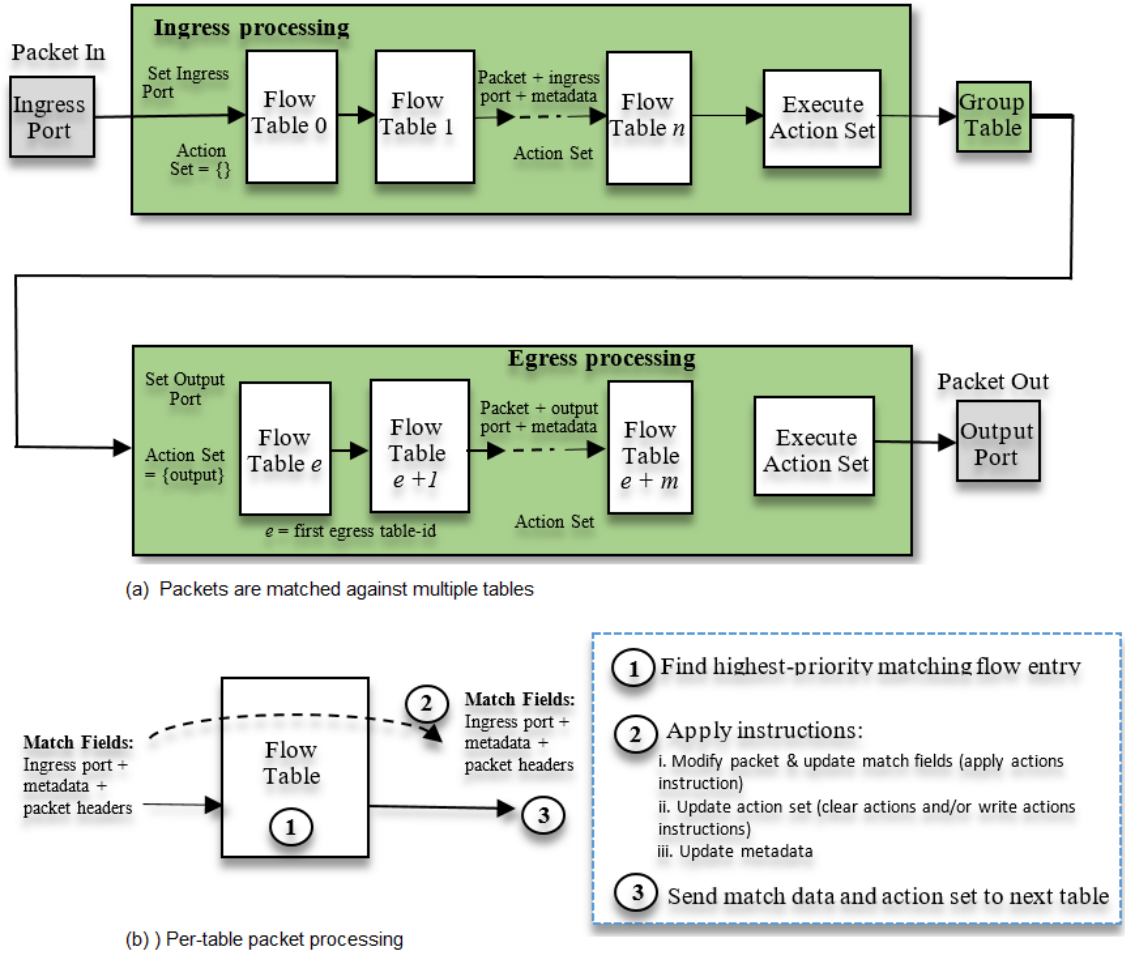 Ingress processing
Packet In
Ingress
Port
Set Ingress
Port
Action
Set = {}
Flow
Table 0
Flow
Table 1
Packet + ingress
port + metadata
Action Set
Flow
Table n
Execute
Action Set
Group
Table
Egress processing
Set Output
Port
Action Set
= {output}
Flow
Table e
Flow
Table
e +1
e = first egress table-id
Packet + output
port + metadata
Action Set
Flow
Table
e + m
Execute
Action Set
Packet Out
Output
Port
(a) Packets are matched against multiple tables
Match Fields:
Ingress port +
metadata +
packet headers
Flow
Table
1
2
Match Fields:
Ingress port +
metadata +
packet headers
3
1 Find highest-priority matching flow entry
2 Apply instructions:
i. Modify packet & update match fields (apply actions
instruction)
ii. Update action set (clear actions and/or write actions
instructions)
iii. Update metadata
3 Send match data and action set to next table
(b) ) Per-table packet processing